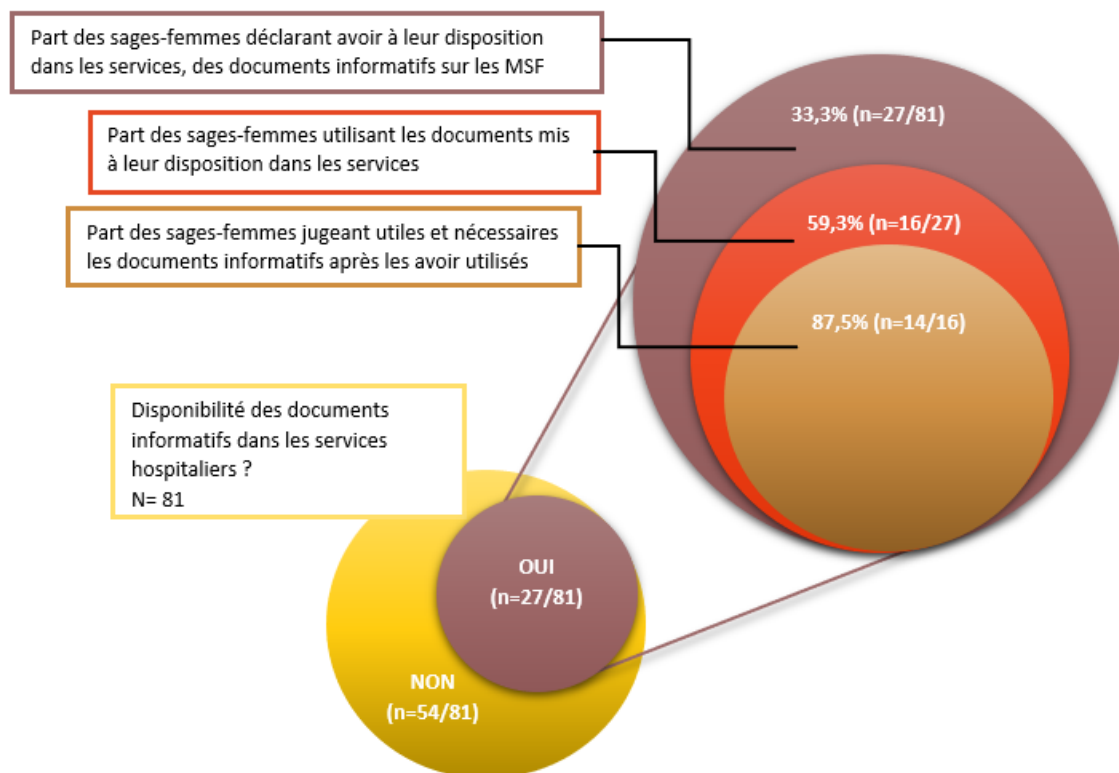 Part des sages-femmes déclarant avoir à leur disposition
dans les services, des documents informatifs sur les MSF
33,3% (n=27/81)
Part des sages-femmes utilisant les documents mis
à leur disposition dans les services
59,3% (n=16/27)
Part des sages-femmes jugeant utiles et nécessaires
les documents informatifs après les avoir utilisés
87,5% (n=14/16)
Disponibilité des documents
informatifs dans les services
hospitaliers ?
N= 81
OUI
(n=27/81)
NON
(n=54/81)